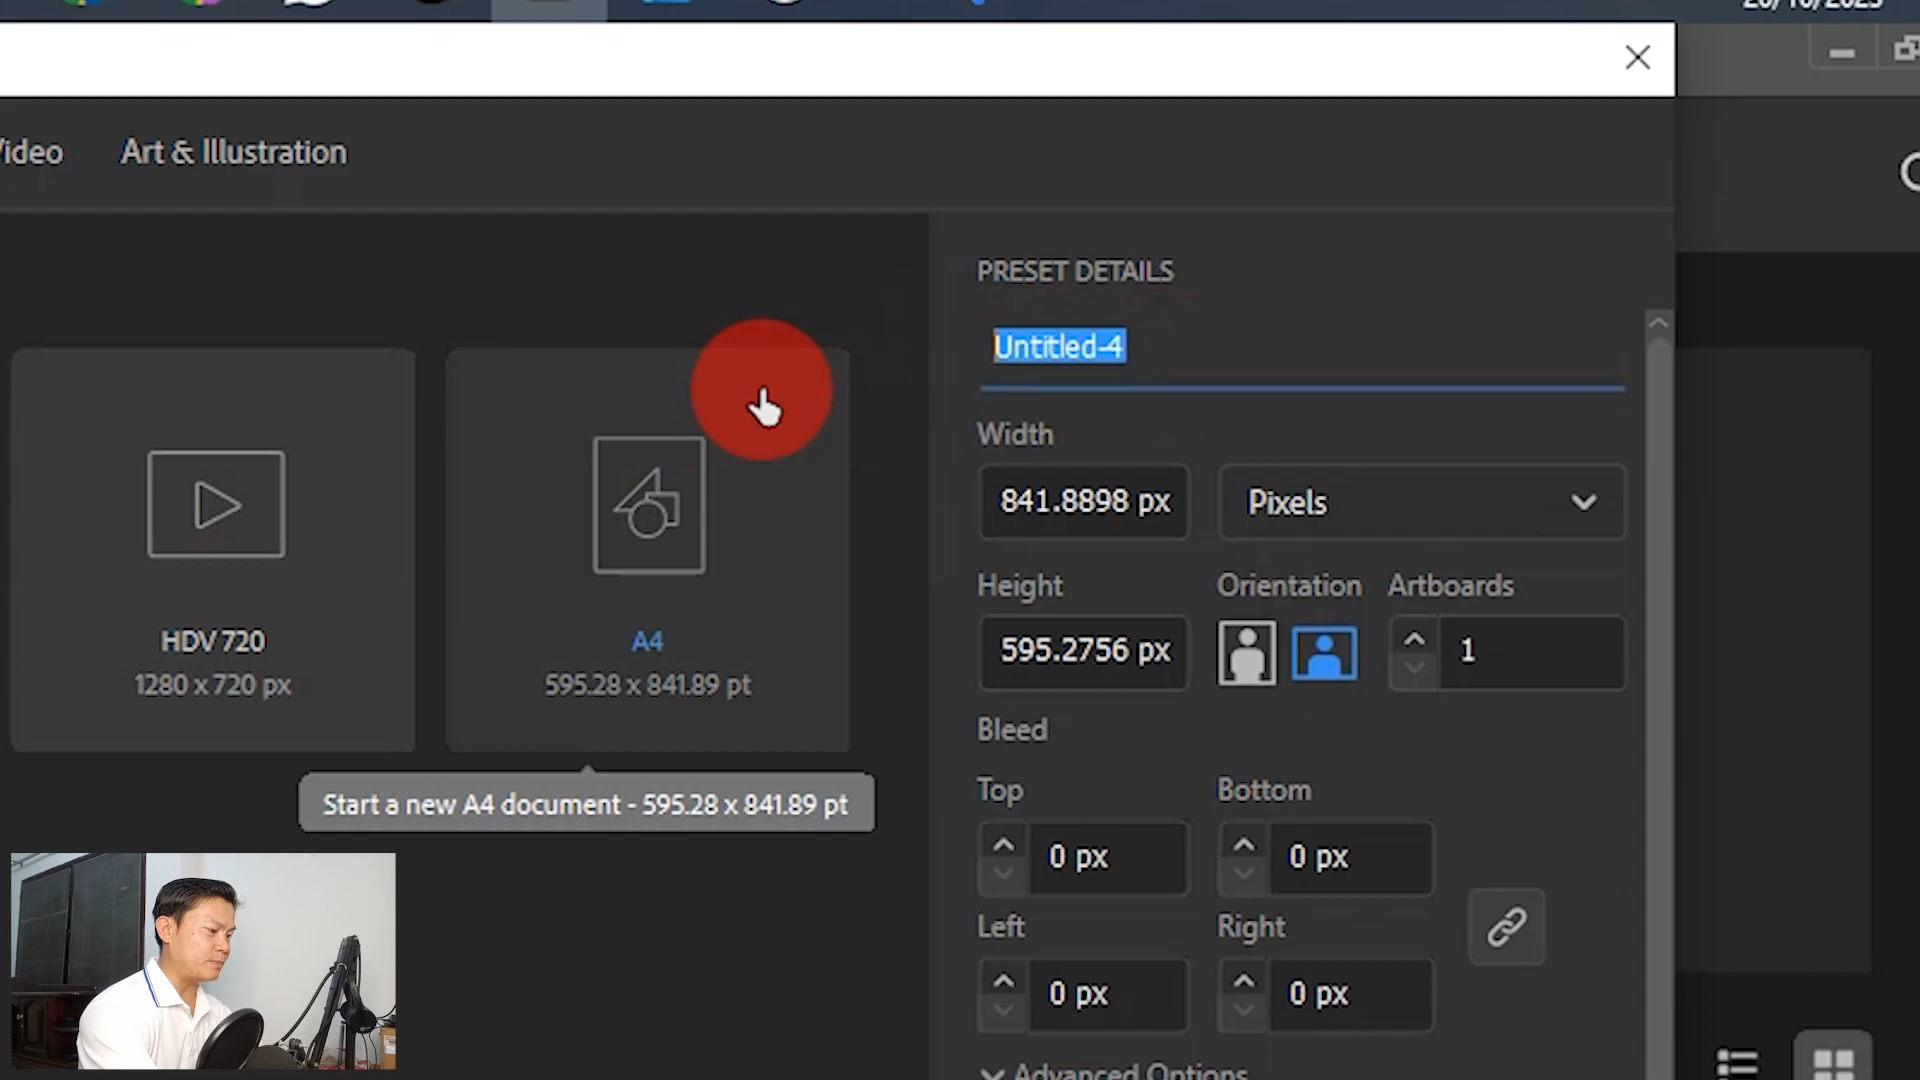 Art & Illustration
PRESET DETAILS
Untitled-4
Width
841.8898 px
Pixels
Height
Orientation
Artboards
595.2756 px
1
HDV 720
1280 x 720 px
A4
595.28 x 841.89 pt
Start a new A4 document - 595.28 x 841.89 pt
Bleed
Top
Bottom
0 px
0 px
Left
Right
0 px
0 px
Advanced Options